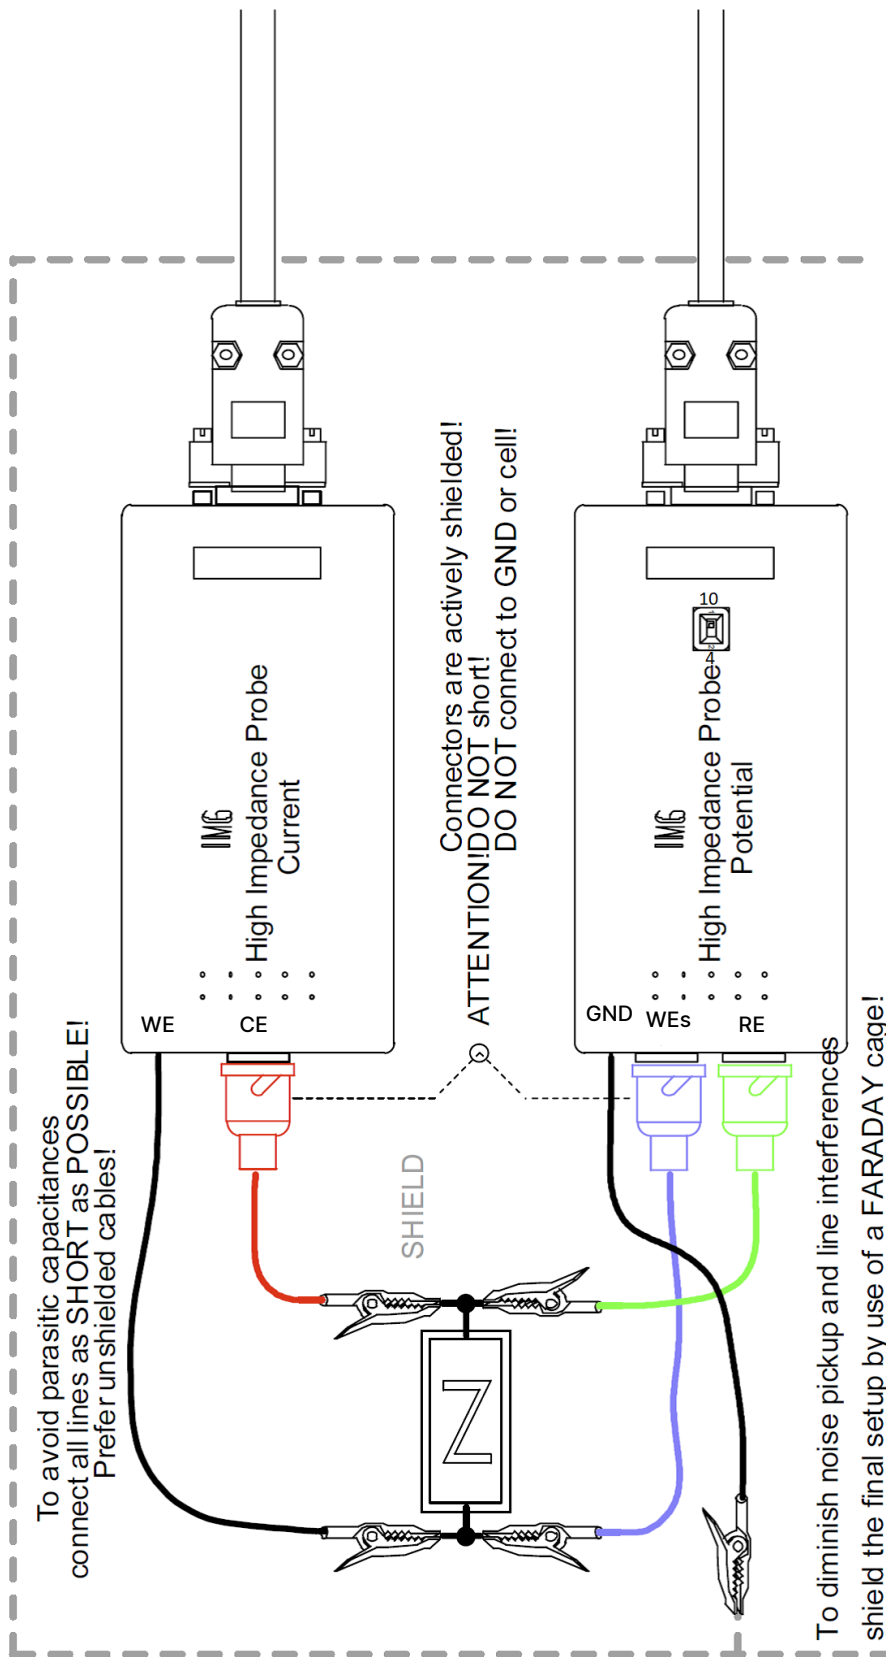 Connectors are actively shielded!
ATTENTION!DO NOT short!
DO NOT connect to GND or cell!
10
1
2
4
High Impedance Probe
Current
High Impedance Probe
Potential
IM6
IM6
WE
CE
GND
WEs
RE
To avoid parasitic capacitances
connect all lines as SHORT as POSSIBLE!
Prefer unshielded cables!
SHIELD
Z
To diminish noise pickup and line interferences
shield the final setup by use of a FARADAY cage!